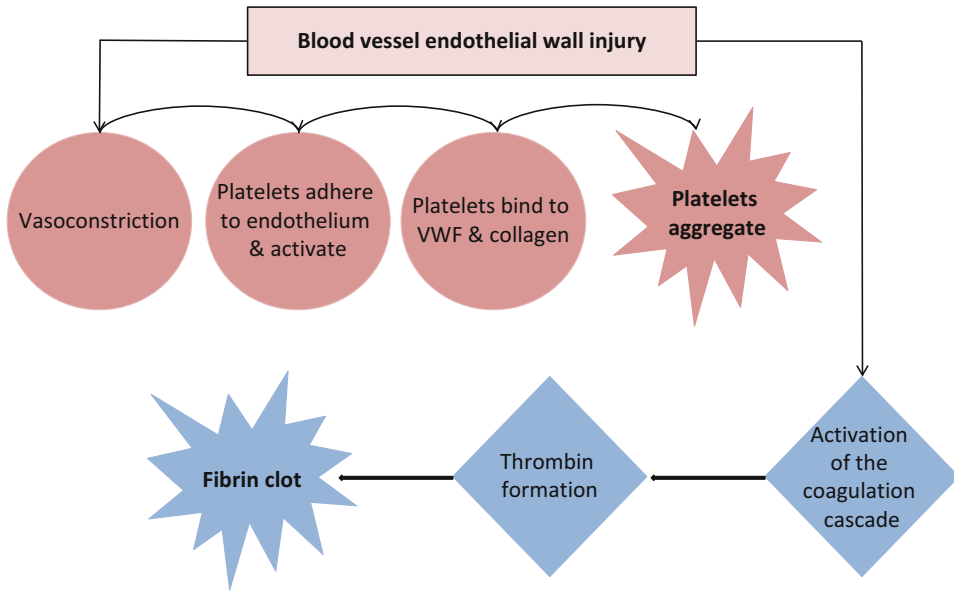 Blood vessel endothelial wall injury
Vasoconstriction
Platelets adhere
to endothelium
& activate
Platelets bind to
VWF & collagen
Platelets
aggregate
Activation
of the
coagulation
cascade
Thrombin
formation
Fibrin clot